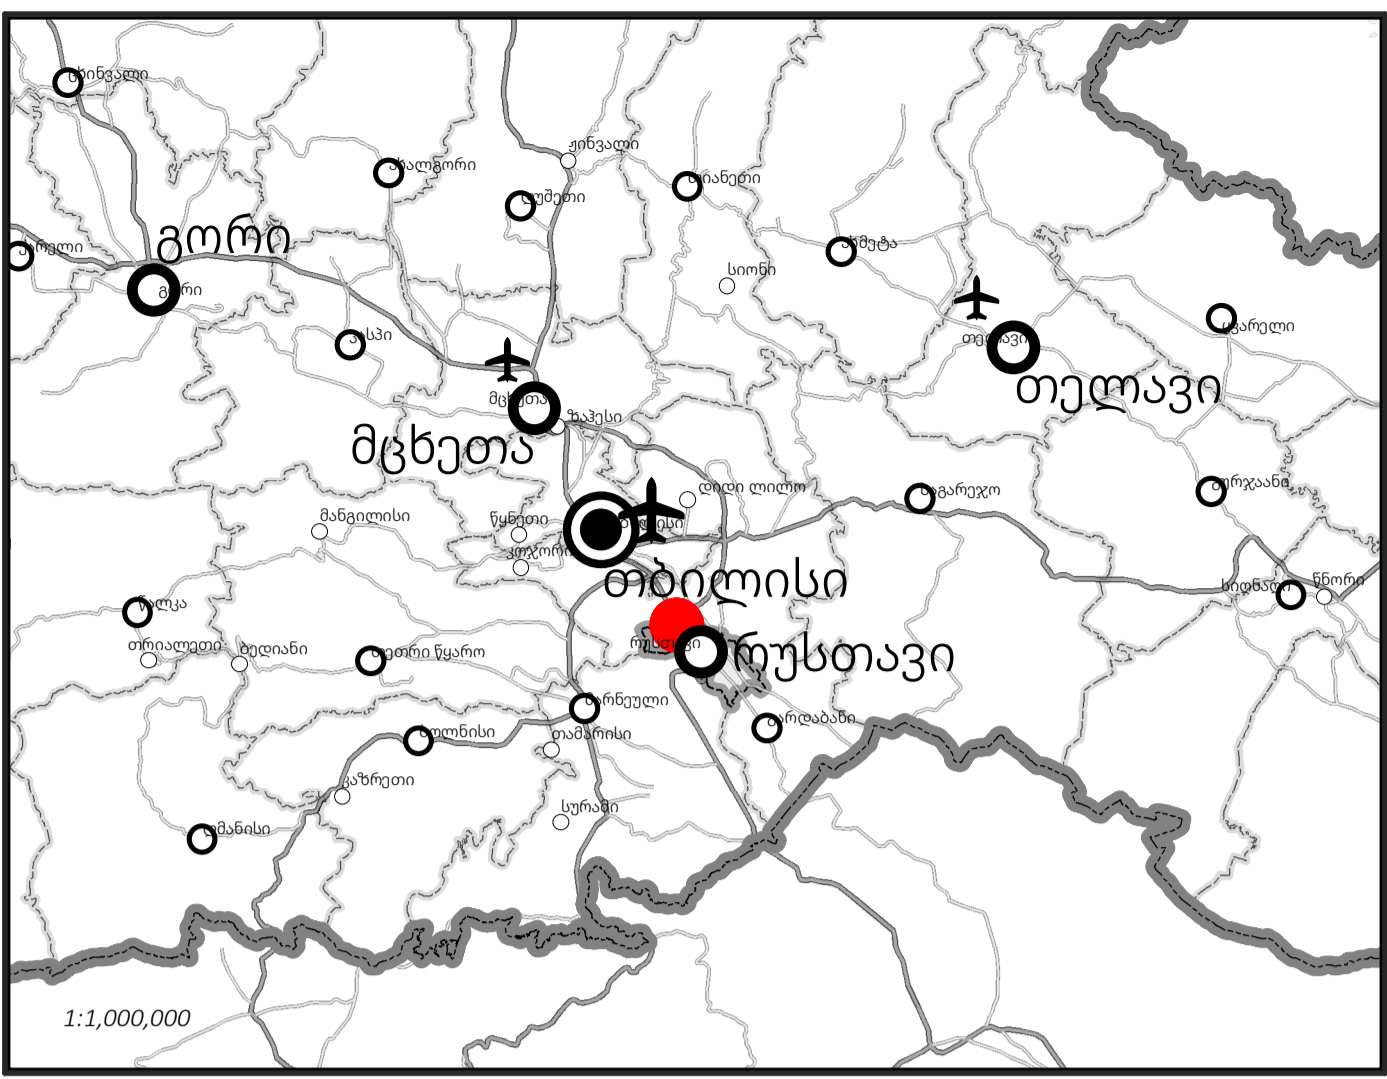 ცხინვალი
ჟინვალი
ახალგორი
თიანეთი
დუშეთი
გორი
ქარელი
ახმეტა
სიონი
გორი
ყვარელი
კასპი
თელავი
თელავი
მცხეთა
ზაჰესი
მცხეთა
დიდი ლილო
საგარეჯო
გურჯაანი
მანგლისი
წყნეთი
თბილისი
კოჯორი
თბილისი
წნორი
სიღნაღი
წალკა
თრიალეთი
ბედიანი
თეთრი წყარო
რუსთავი
რუსთავი
მარნეული
გარდაბანი
ბოლნისი
თამარისი
კაზრეთი
სურამი
დმანისი
1:1,000,000